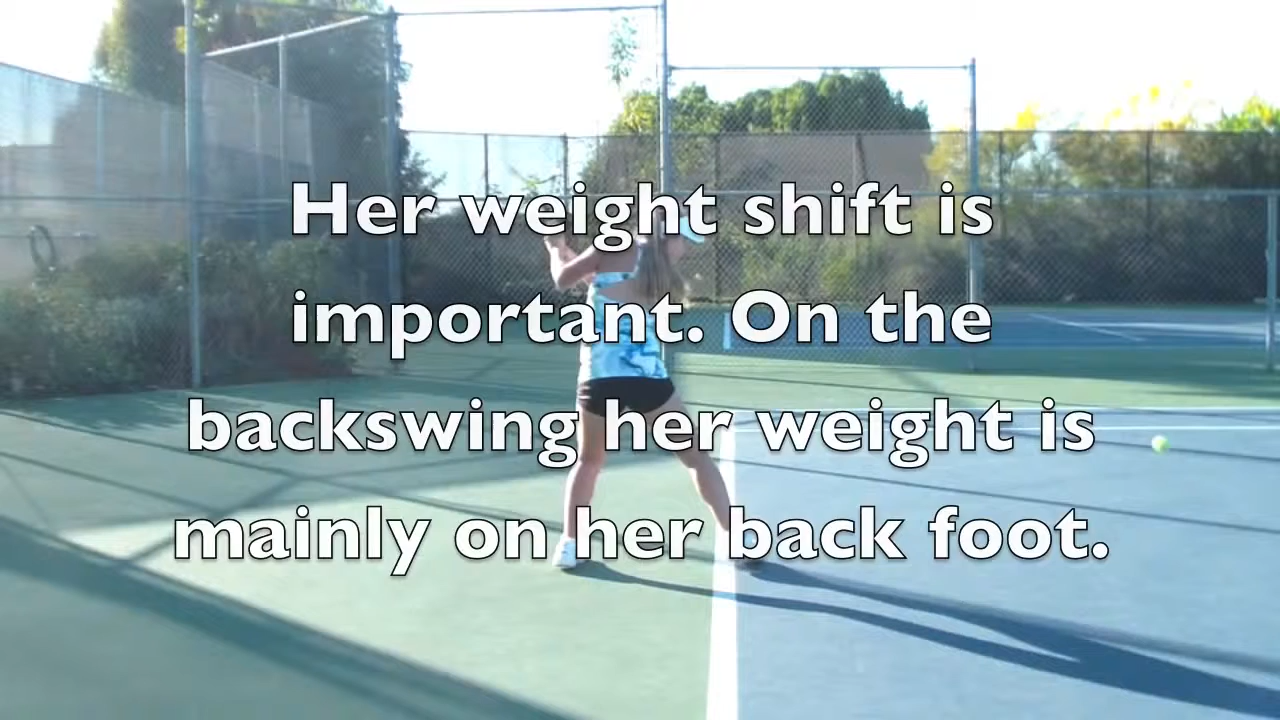 Her weight shift is
important. On the
backswing her weight is
mainly on her back foot.